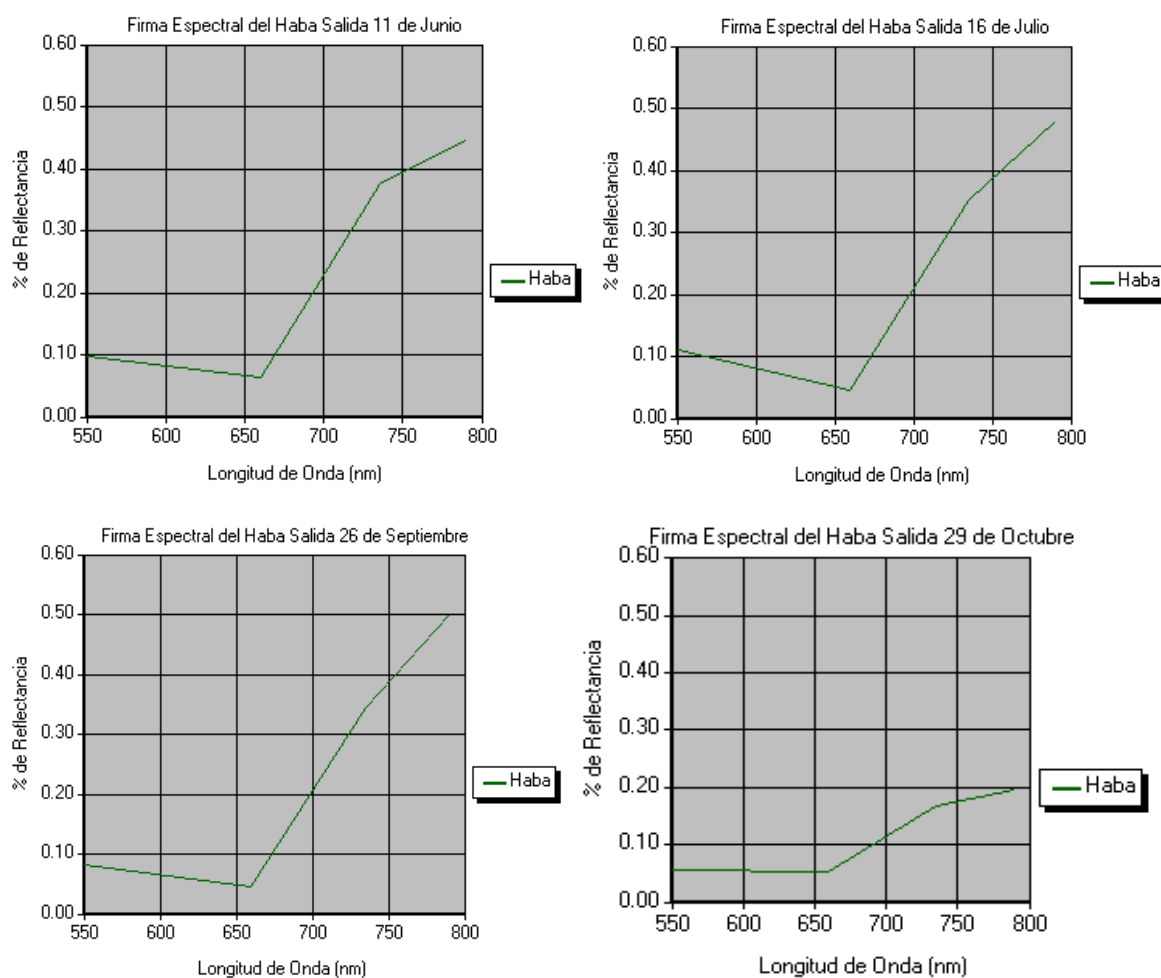 Firma Espectral del Haba Salida 11 de Junio
0.60
0.50
0.40
0.30
0.20
0.10
0.00
% de Reflectancia
550 600 650 700 750 800
Longitud de Onda (nm)
Haba
Firma Espectral del Haba Salida 16 de Julio
0.60
0.50
0.40
0.30
0.20
0.10
0.00
% de Reflectancia
550 600 650 700 750 800
Longitud de Onda (nm)
Haba
Firma Espectral del Haba Salida 26 de Septiembre
0.60
0.50
0.40
0.30
0.20
0.10
0.00
% de Reflectancia
550 600 650 700 750 800
Longitud de Onda (nm)
Haba
Firma Espectral del Haba Salida 29 de Octubre
0.60
0.50
0.40
0.30
0.20
0.10
0.00
% de Reflectancia
550 600 650 700 750 800
Longitud de Onda (nm)
Haba